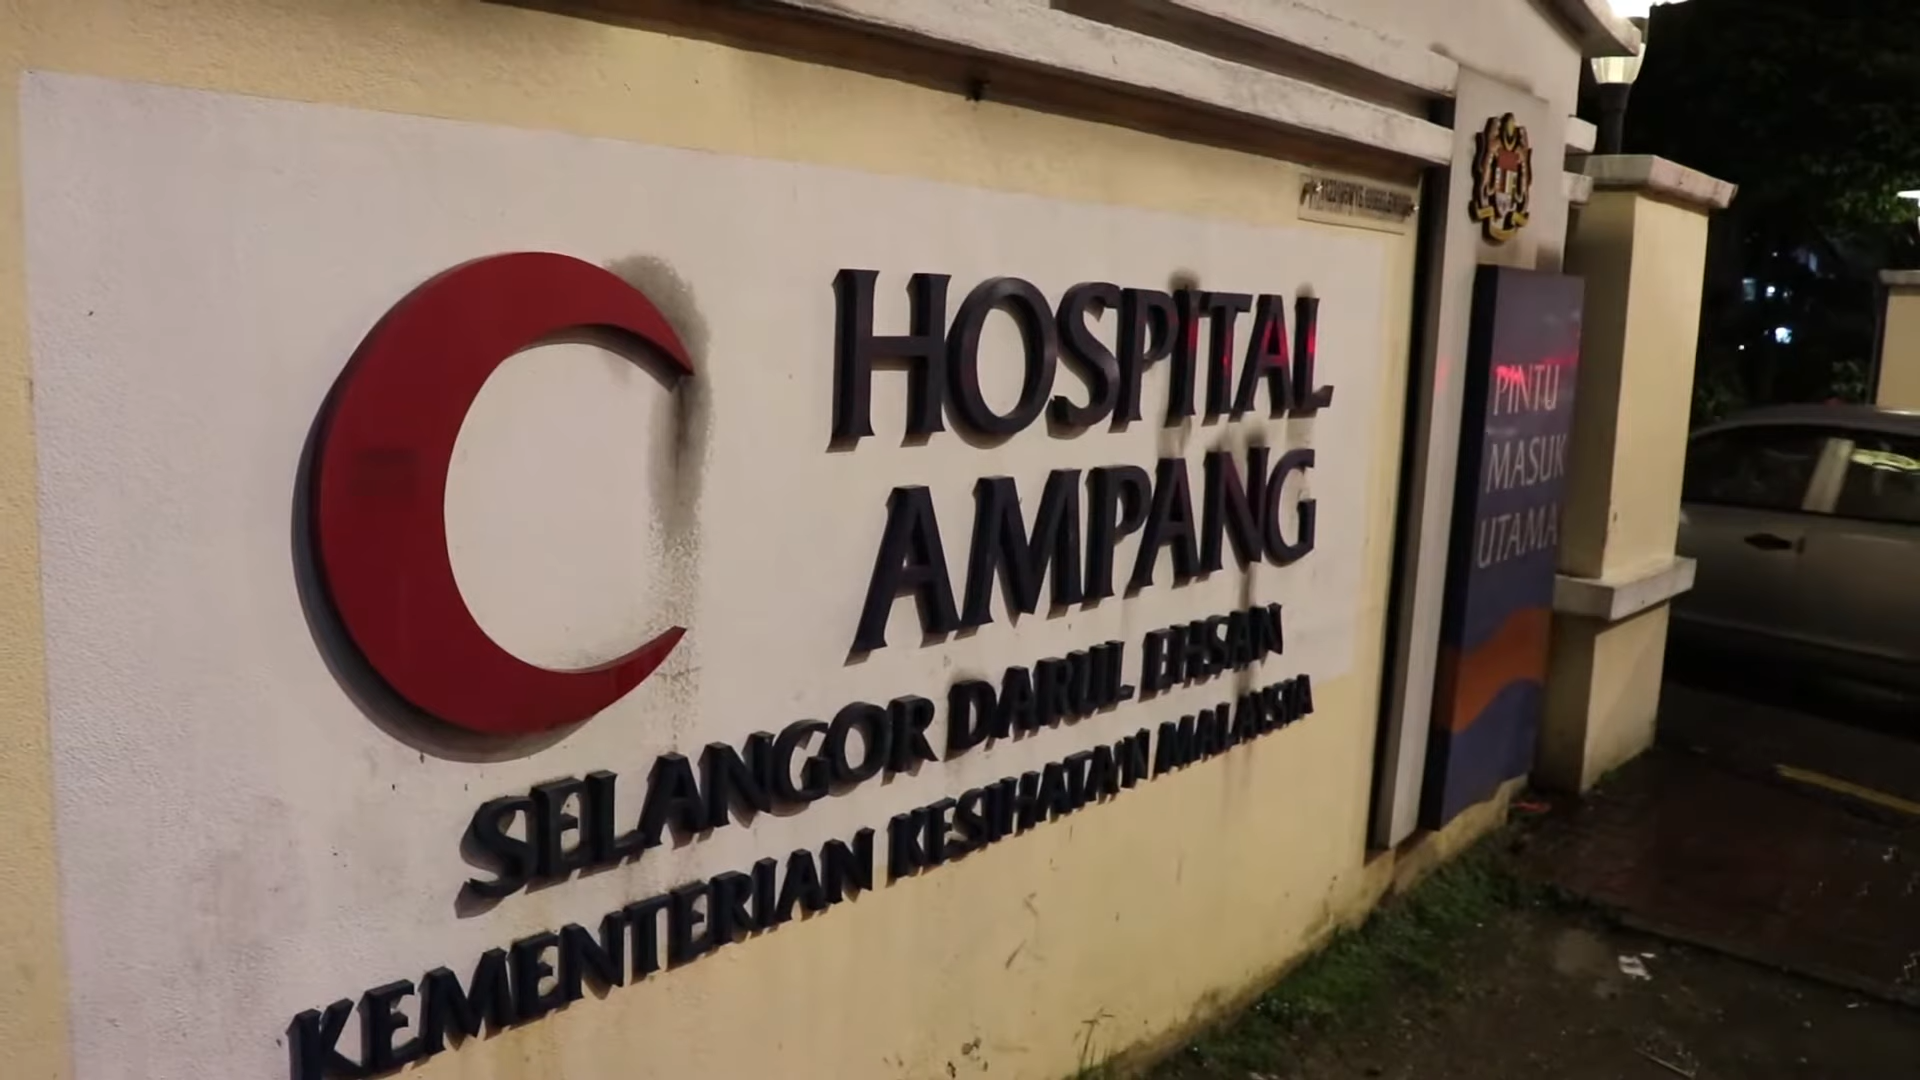 HOSPITAL
AMPANG
SELANGOR DARUL EHSAN
KEMENTERIAN KESIHATAN MALAYSIA
PINTU
MASUK
UTAMA